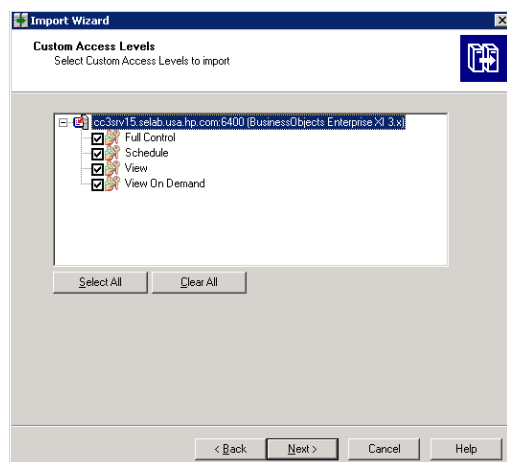 Import Wizard
Custom Access Levels
Select Custom Access Levels to import
cc3srv15.selab.usa.hp.com:6400 (BusinessObjects Enterprise XI 3.x)
Full Control
Schedule
View
View On Demand
Select All Clear All
< Back Next > Cancel Help